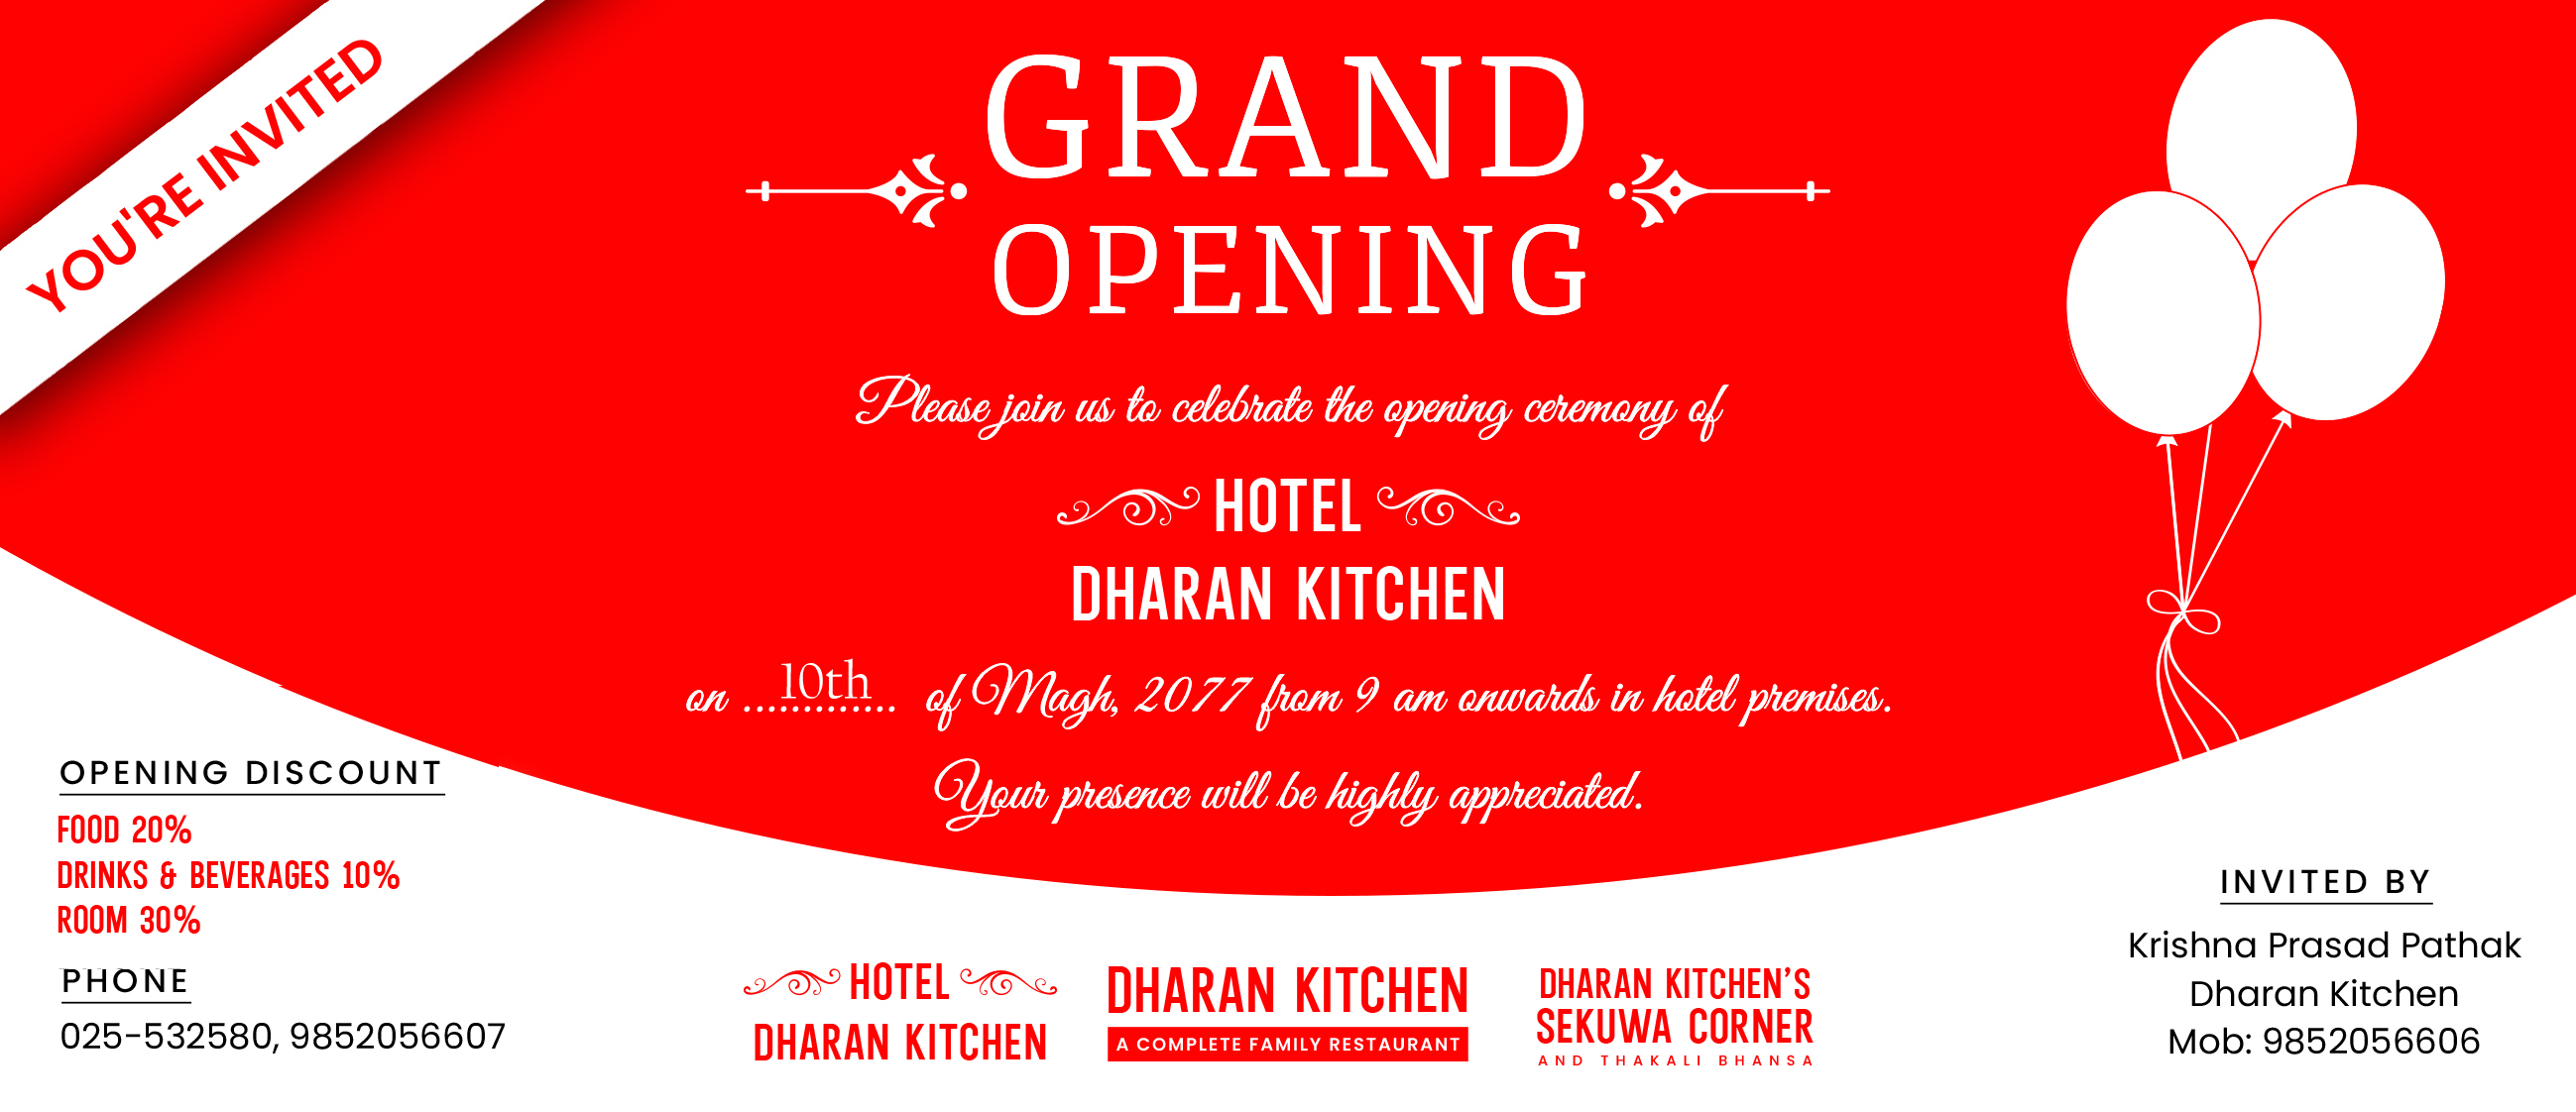 YOU'RE INVITED
GRAND
OPENING
Please join us to celebrate the opening ceremony of
HOTEL
DHARAN KITCHEN
on ...10th.......... of Magh, 2077 from 9 am onwards in hotel premises.
Your presence will be highly appreciated.
OPENING DISCOUNT
FOOD 20%
DRINKS & BEVERAGES 10%
ROOM 30%
PHONE
025-532580, 9852056607
HOTEL
DHARAN KITCHEN
DHARAN KITCHEN
A COMPLETE FAMILY RESTAURANT
DHARAN KITCHEN'S
SEKUWA CORNER
AND THAKALI BHANSA
INVITED BY
Krishna Prasad Pathak
Dharan Kitchen
Mob: 9852056606